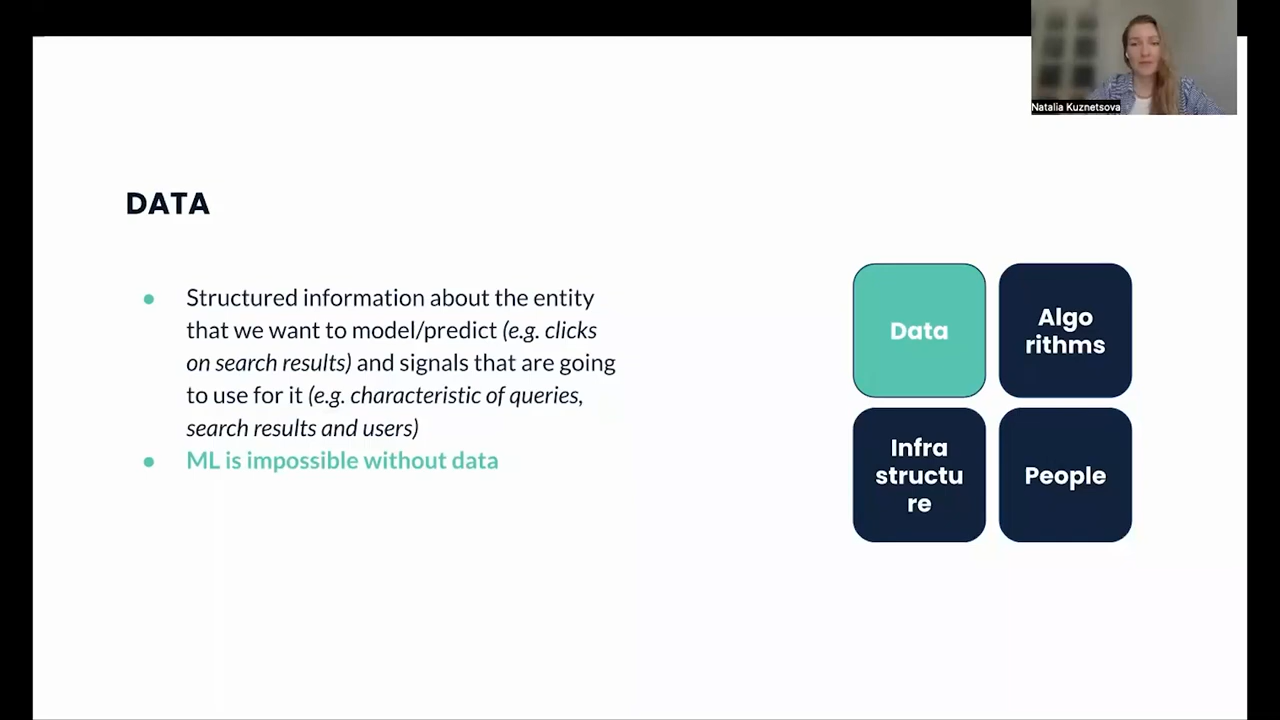 Natalia Kuznetsova
DATA
● Structured information about the entity
that we want to model/predict (e.g. clicks
on search results) and signals that are going
to use for it (e.g. characteristic of queries,
search results and users)
● ML is impossible without data
Data
Algo
rithms
Infra
structu
re
People